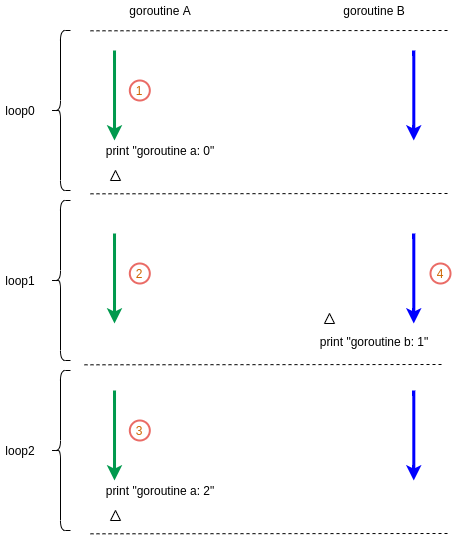 goroutine A
goroutine B
loop0
1
print "goroutine a: 0"
loop1
2
4
print "goroutine b: 1"
loop2
3
print "goroutine a: 2"